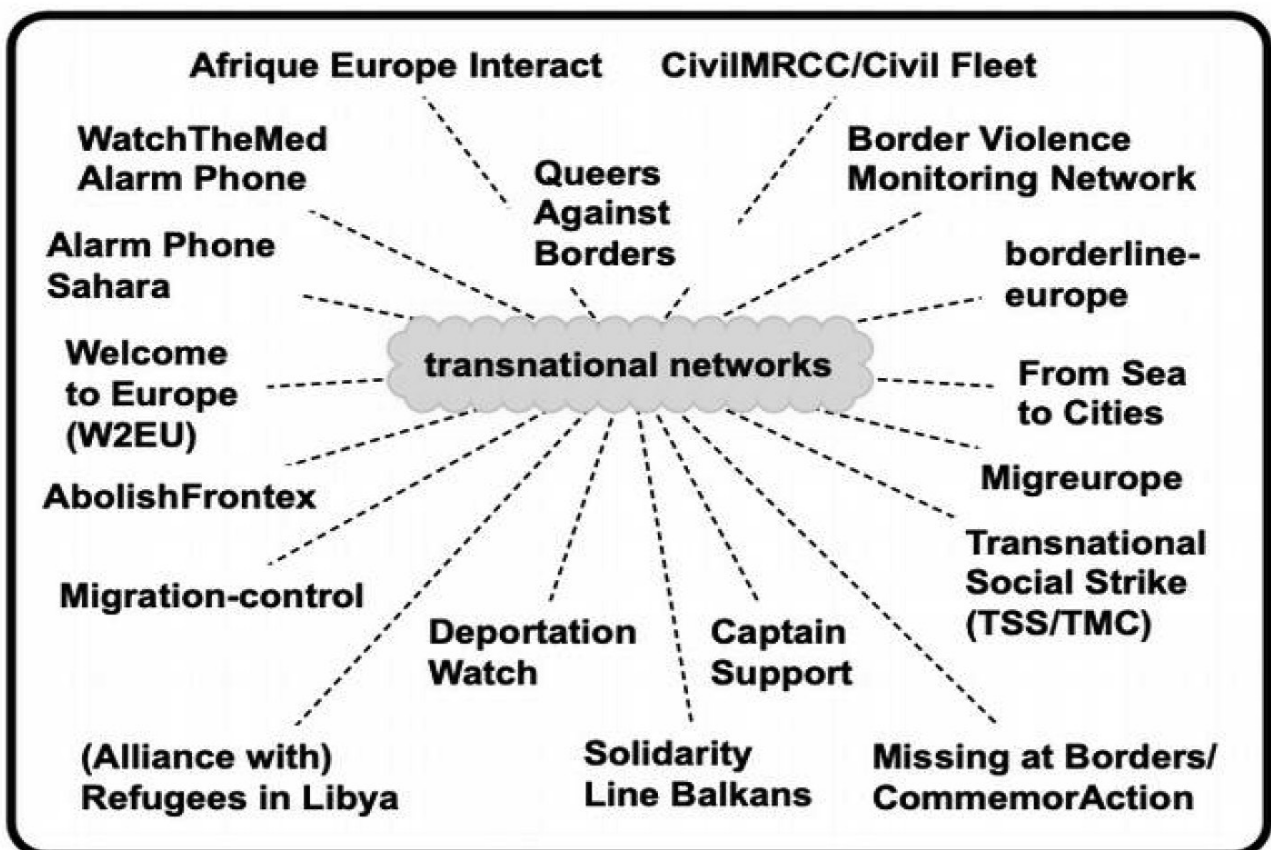 Afrique Europe Interact
CivilMRCC/Civil Fleet
WatchTheMed
Alarm Phone
Queers
Against
Borders
Border Violence
Monitoring Network
Alarm Phone
Sahara
borderline-
europe
Welcome
to Europe
(W2EU)
transnational networks
From Sea
to Cities
AbolishFrontex
Migreurope
Migration-control
Transnational
Social Strike
(TSS/TMC)
Deportation
Watch
Captain
Support
(Alliance with)
Refugees in Libya
Solidarity
Line Balkans
Missing at Borders/
CommemorAction